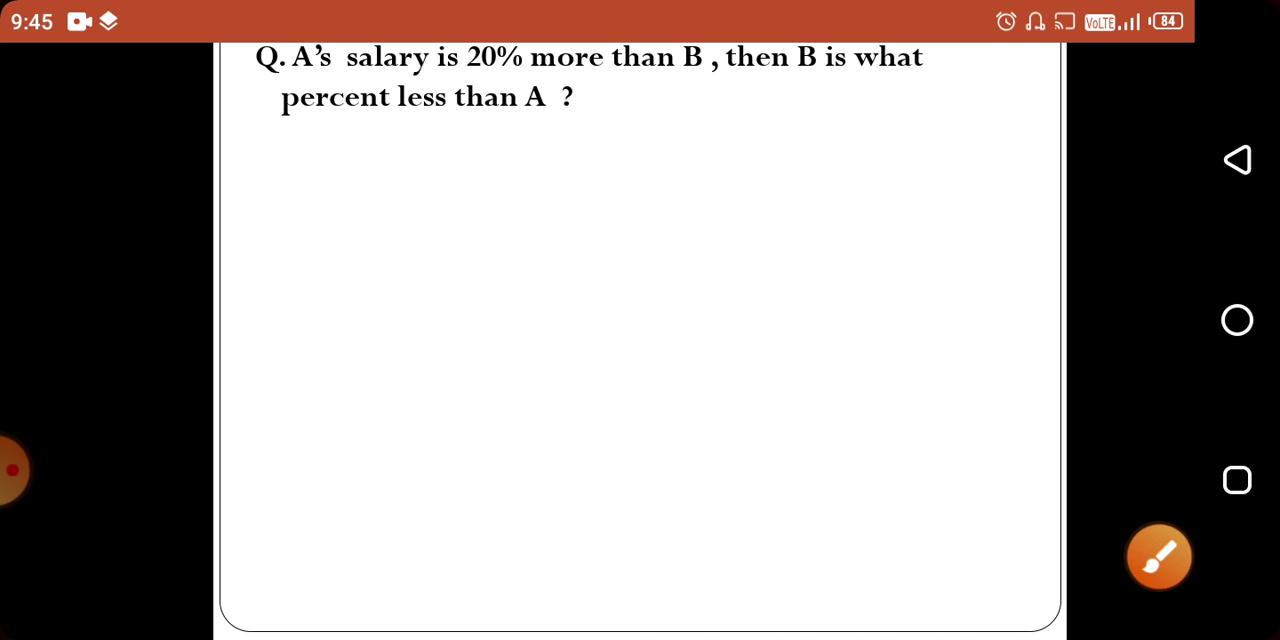 9:45 VoLTE 84
Q. A's salary is 20% more than B , then B is what
percent less than A ?